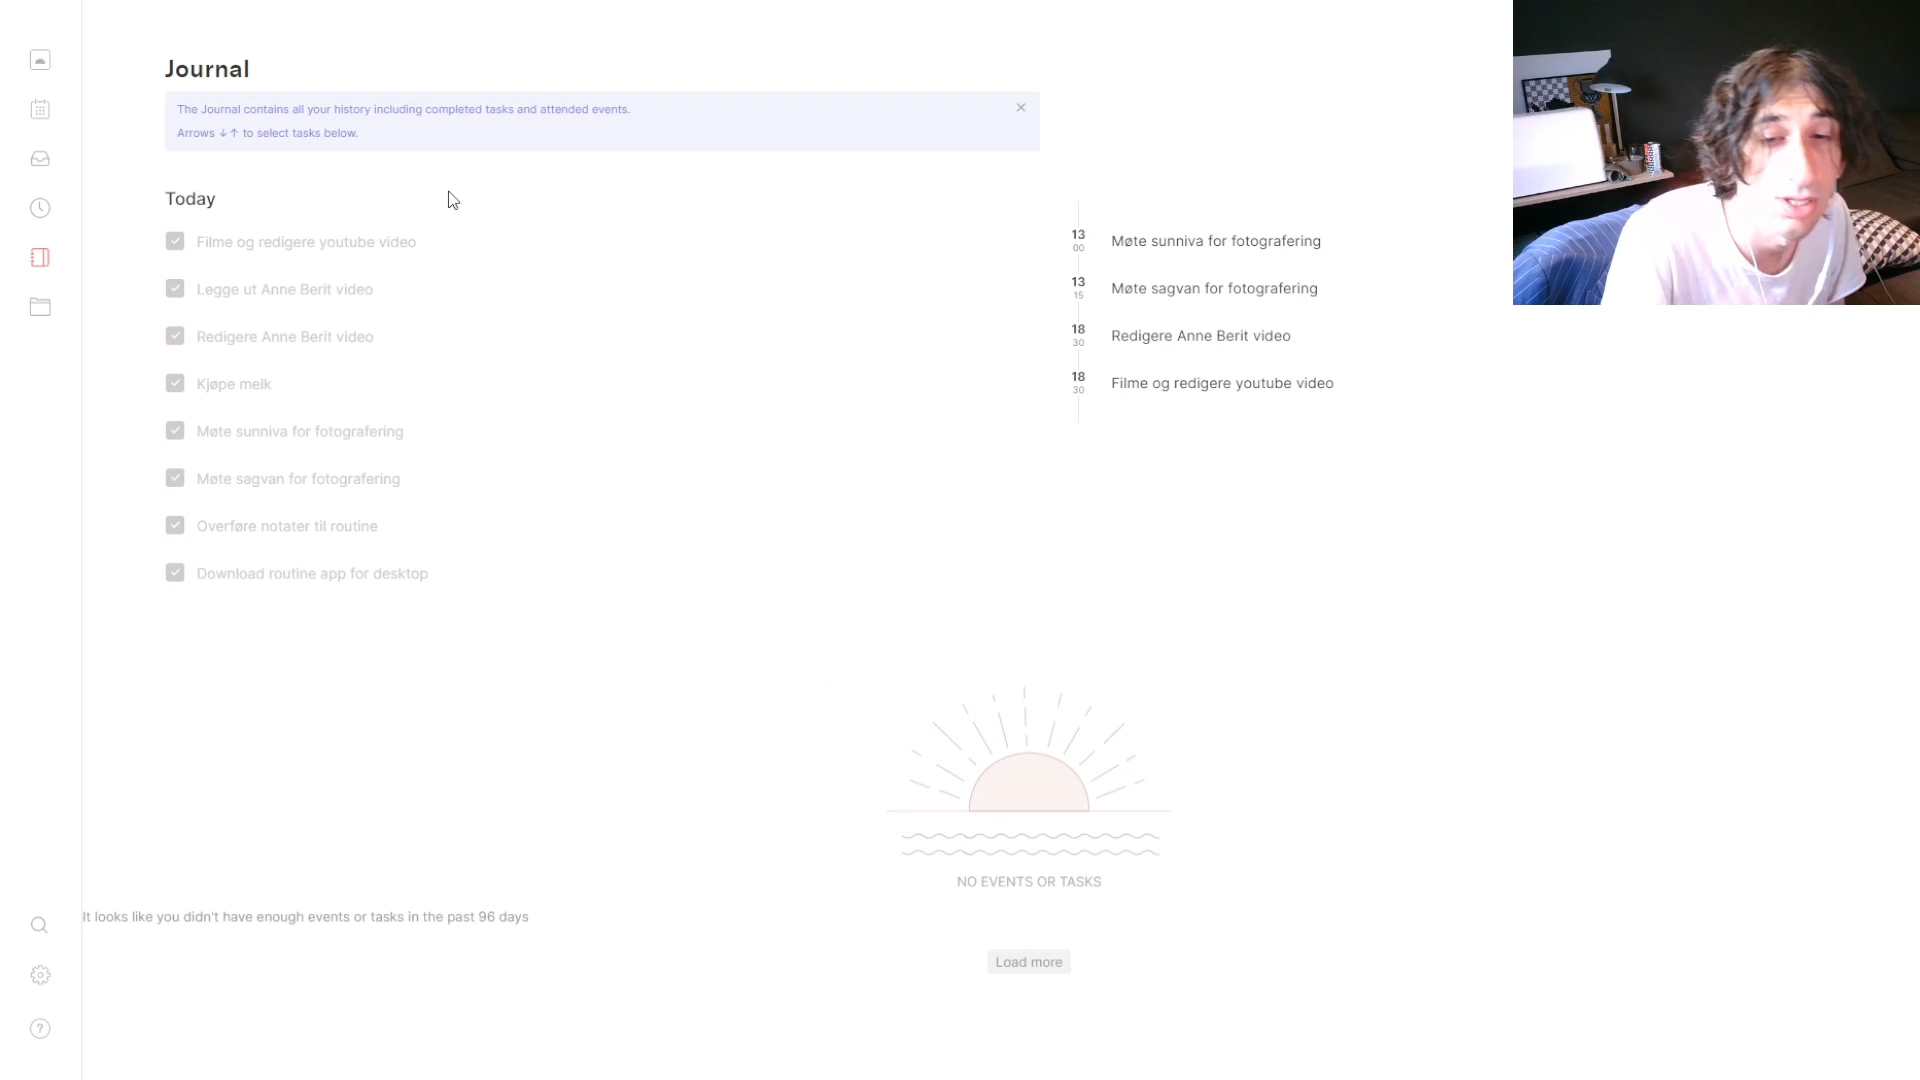 Journal
The Journal contains all your history including completed tasks and attended events.
Arrows ↓↑ to select tasks below.
Today
Filme og redigere youtube video
Legge ut Anne Berit video
Redigere Anne Berit video
Kjøpe melk
Møte sunniva for fotografering
Møte sagvan for fotografering
Overføre notater til routine
Download routine app for desktop
13 00 Møte sunniva for fotografering
13 15 Møte sagvan for fotografering
18 30 Redigere Anne Berit video
18 30 Filme og redigere youtube video
NO EVENTS OR TASKS
It looks like you didn't have enough events or tasks in the past 96 days
Load more